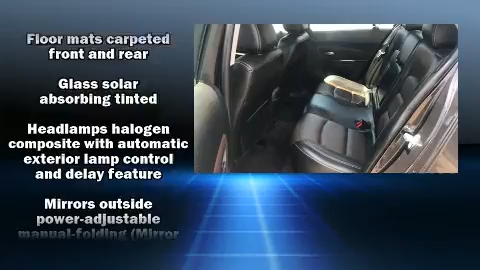 Floor mats carpeted
front and rear
Glass solar
absorbing tinted
Headlamps halogen
composite with automatic
exterior lamp control
and delay feature
Mirrors outside
power-adjustable
manual-folding (Mirror